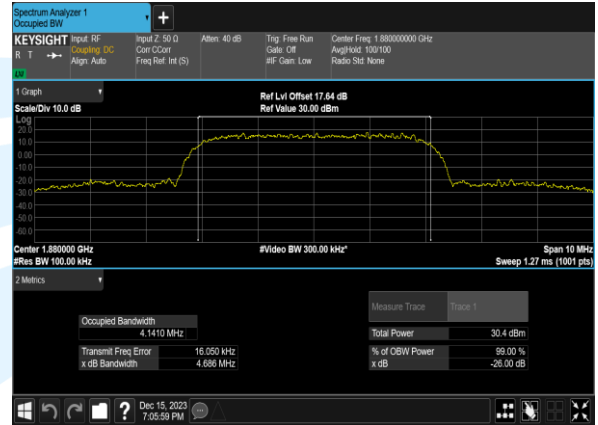 Spectrum Analyzer 1
Occupied BW
KEYSIGHT Input: RF Input Z: 50 Ω Atten: 40 dB Trig: Free Run Center Freq: 1.880000000 GHz
R T Coupling: DC Corr CCorr Gate: Off Avg|Hold: 100/100
Align: Auto Freq Ref: Int (S) #IF Gain: Low Radio Std: None
LXI
1 Graph
Ref Lvl Offset 17.64 dB
Scale/Div 10.0 dB Ref Value 30.00 dBm
Log
20.0
10.0
0.00
-10.0
-20.0
-30.0
-40.0
-50.0
-60.0
Center 1.880000 GHz #Video BW 300.00 kHz* Span 10 MHz
#Res BW 100.00 kHz Sweep 1.27 ms (1001 pts)
2 Metrics
Measure Trace Trace 1
Occupied Bandwidth
4.1410 MHz Total Power 30.4 dBm
Transmit Freq Error 16.050 kHz % of OBW Power 99.00 %
x dB Bandwidth 4.686 MHz x dB -26.00 dB
Dec 15, 2023
7:05:59 PM